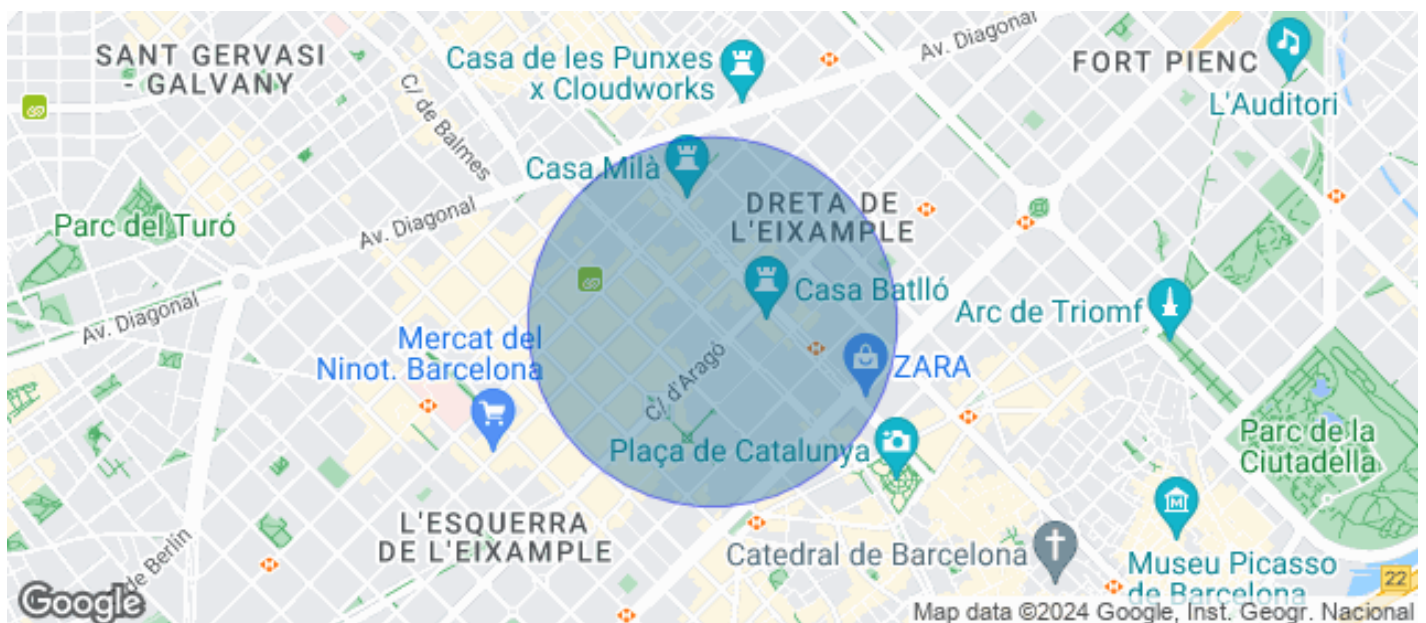 SANT GERVASI
- GALVANY
Casa de les Punxes
x Cloudworks
Av. Diagonal
FORT PIENC
L'Auditori
C/ de Balmes
Casa Milà
DRETA DE
L'EIXAMPLE
Parc del Turó
Av. Diagonal
Casa Batlló
Arc de Triomf
Av. Diagonal
Mercat del
Ninot. Barcelona
C/ d'Aragó
ZARA
Plaça de Catalunya
Parc de la
Ciutadella
L'ESQUERRA
DE L'EIXAMPLE
Catedral de Barcelona
Museu Picasso
de Barcelona
de Berlín
22
Google
Map data ©2024 Google, Inst. Geogr. Nacional